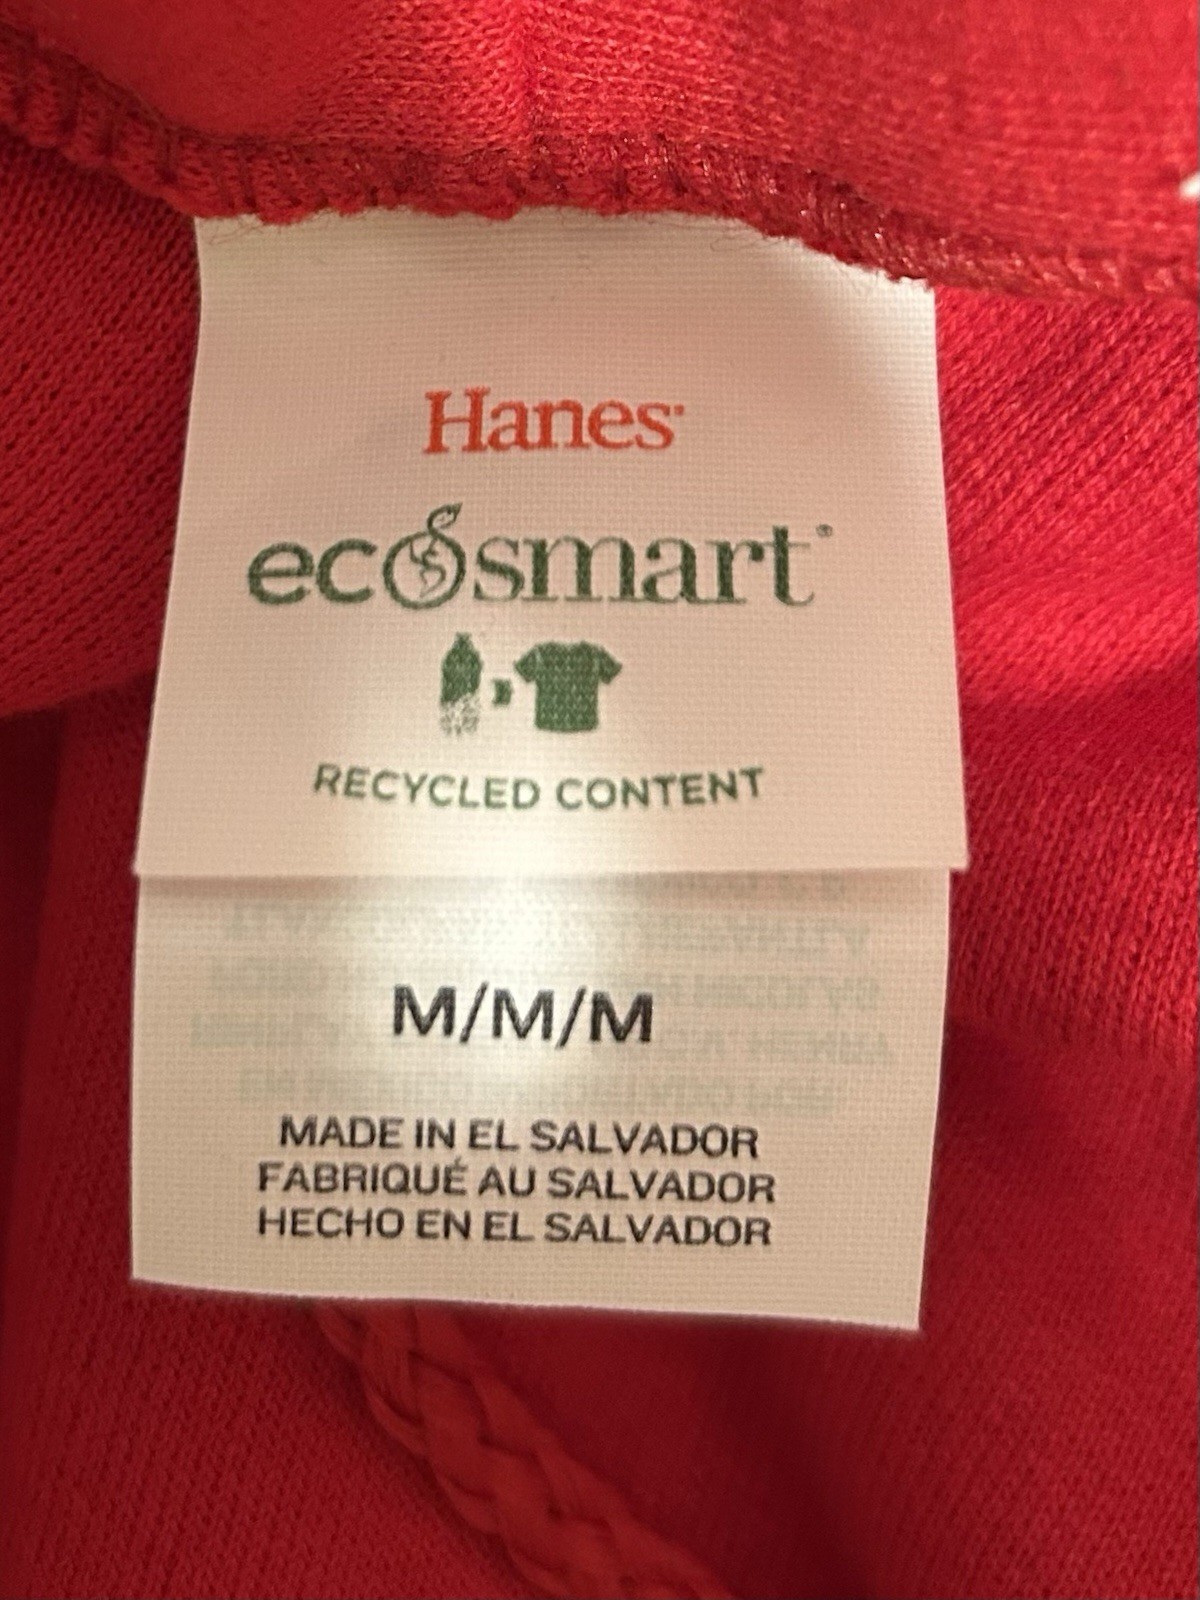 Hanes
ecosmart®
RECYCLED CONTENT
M/M/M
MADE IN EL SALVADOR
FABRIQUÉ AU SALVADOR
HECHO EN EL SALVADOR